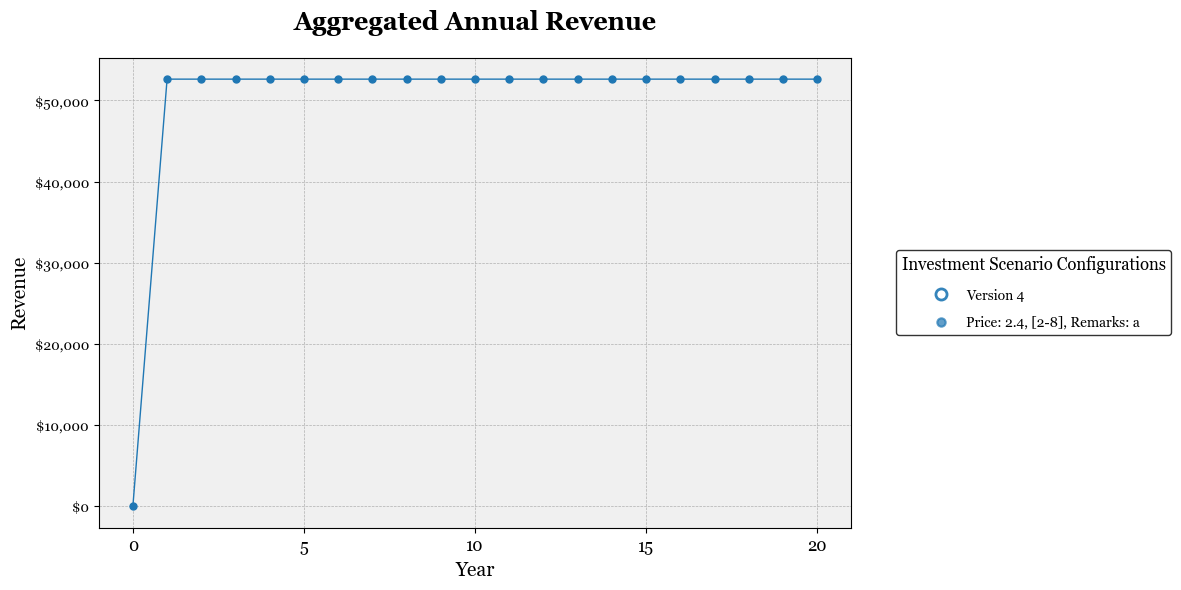 Aggregated Annual Revenue
$50,000
$40,000
$30,000
$20,000
$10,000
$0
Revenue
0 5 10 15 20
Year
Investment Scenario Configurations
Version 4
Price: 2.4, [2-8], Remarks: a